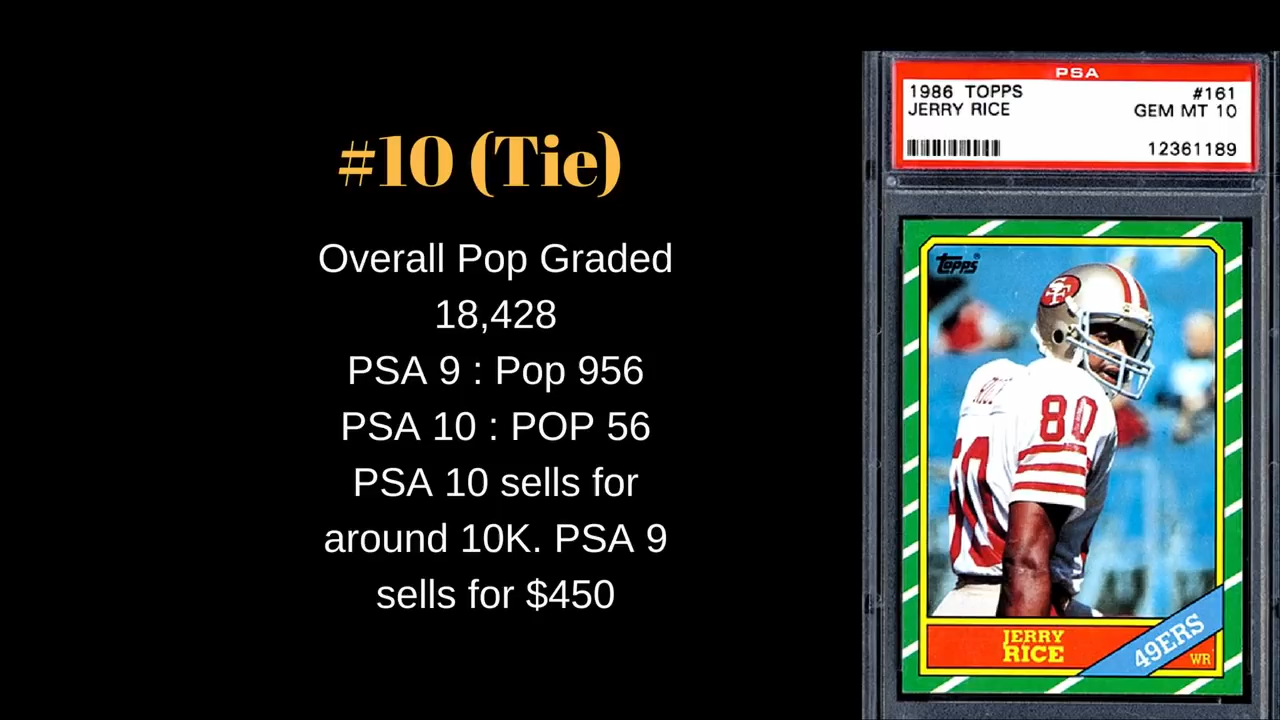 #10 (Tie)
Overall Pop Graded
18,428
PSA 9 : Pop 956
PSA 10 : POP 56
PSA 10 sells for
around 10K. PSA 9
sells for $450
PSA
1986 TOPPS #161
JERRY RICE GEM MT 10
12361189
topps
RICE
80
80
JERRY
RICE
49ERS
WR